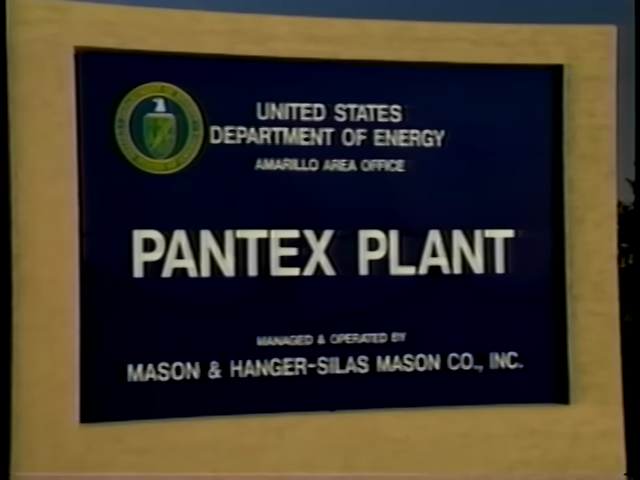 UNITED STATES
DEPARTMENT OF ENERGY
AMARILLO AREA OFFICE
PANTEX PLANT
MANAGED & OPERATED BY
MASON & HANGER-SILAS MASON CO., INC.